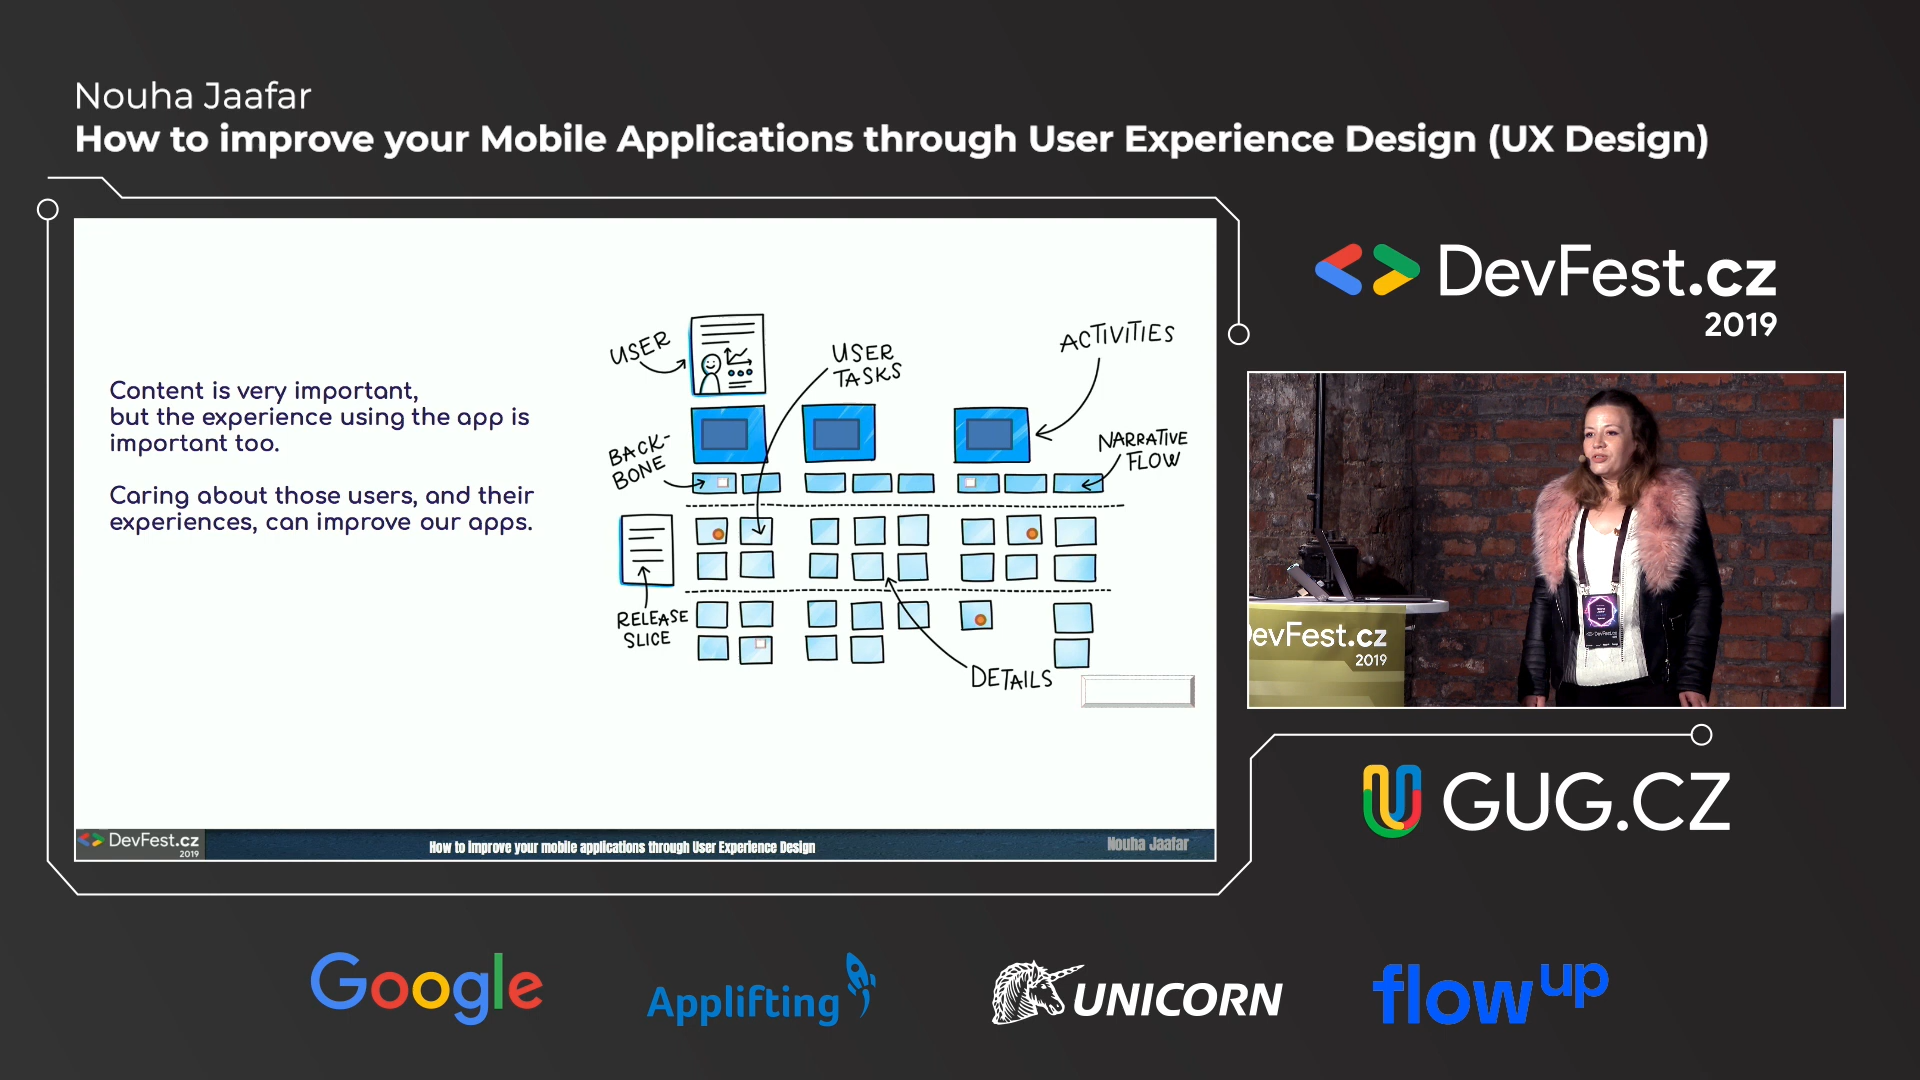 Nouha Jaafar
How to improve your Mobile Applications through User Experience Design (UX Design)
Content is very important,
but the experience using the app is
important too.
Caring about those users, and their
experiences, can improve our apps.
USER
USER
TASKS
ACTIVITIES
BACK-
BONE
NARRATIVE
FLOW
RELEASE
SLICE
DETAILS
DevFest.cz
2019
How to improve your mobile applications through User Experience Design
Nouha Jaafar
DevFest.cz
2019
evFest.cz
2019
GUG.CZ
Google
Applifting
UNICORN
flowup